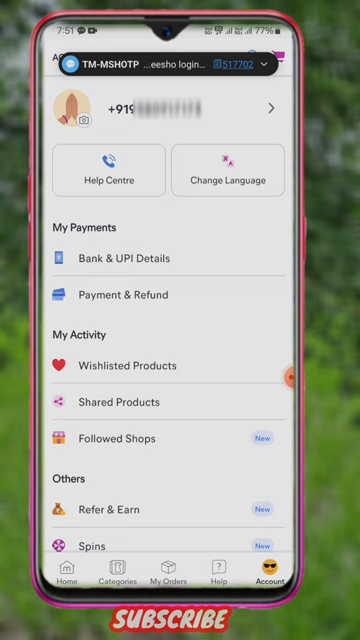 7:51
77%
TM-MSHOTP ...eesho login... 517702
+919
Help Centre
Change Language
My Payments
Bank & UPI Details
Payment & Refund
My Activity
Wishlisted Products
Shared Products
Followed Shops New
Others
Refer & Earn New
Spins New
Home Categories My Orders Help Account
SUBSCRIBE